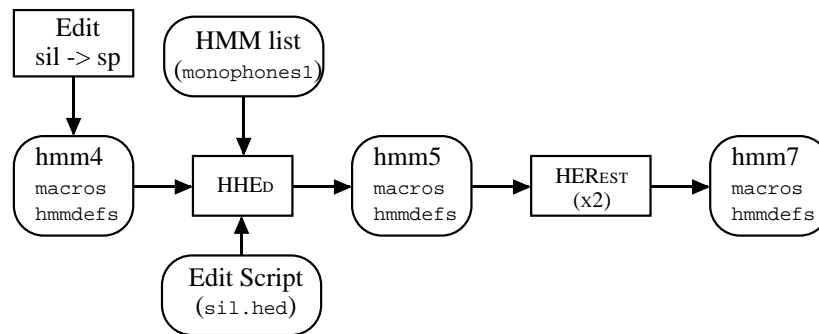 Edit
sil -> sp
HMM list
(monophones1)
hmm4
macros
hmmdefs
HHED
hmm5
macros
hmmdefs
HEREST
(x2)
hmm7
macros
hmmdefs
Edit Script
(sil.hed)